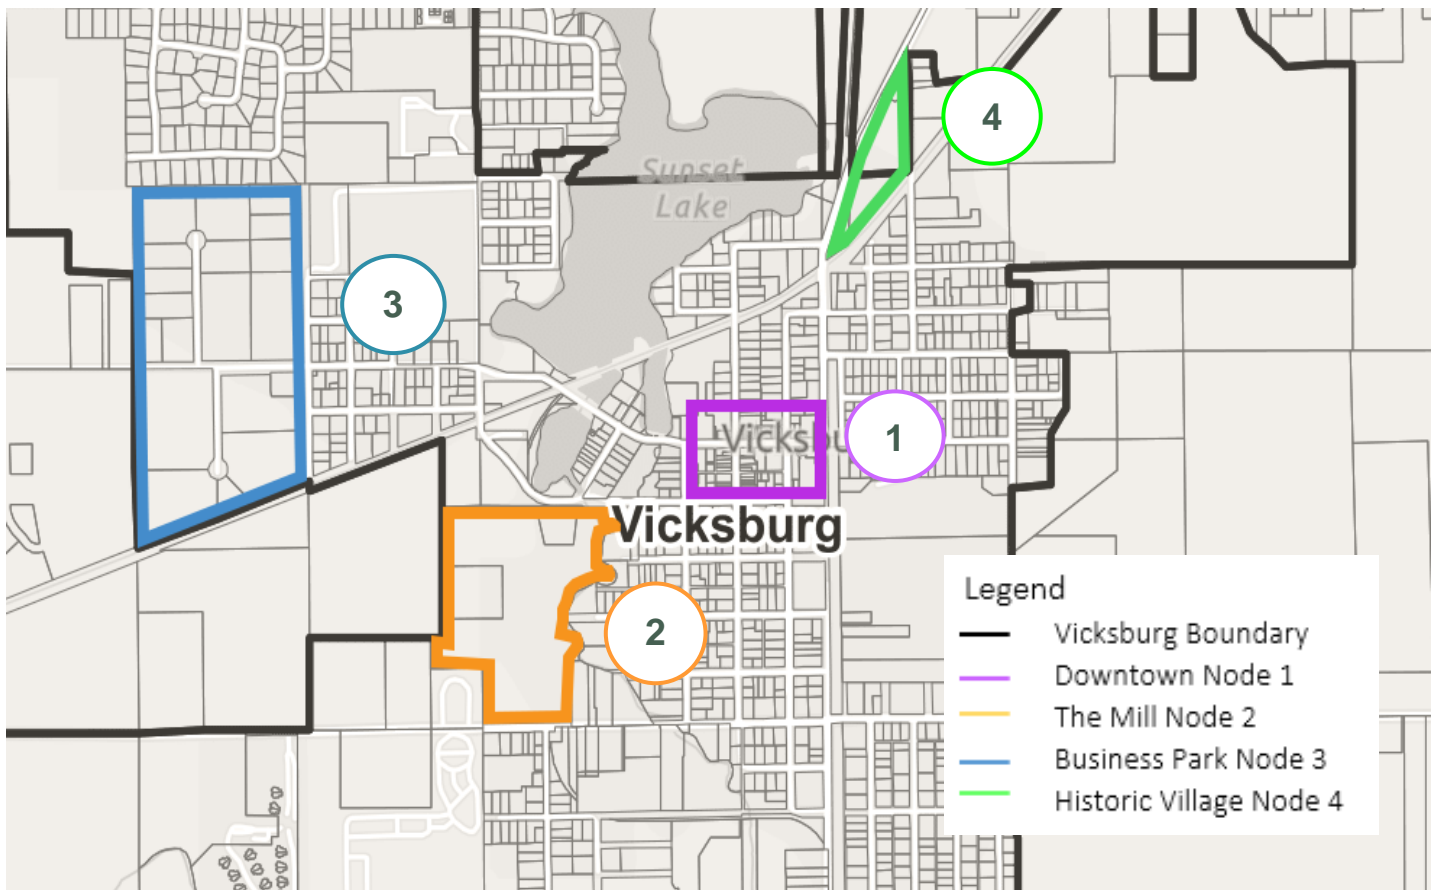 4
Sunset
Lake
3
Vicksbu
1
Vicksburg
2
Legend
Vicksburg Boundary
Downtown Node 1
The Mill Node 2
Business Park Node 3
Historic Village Node 4